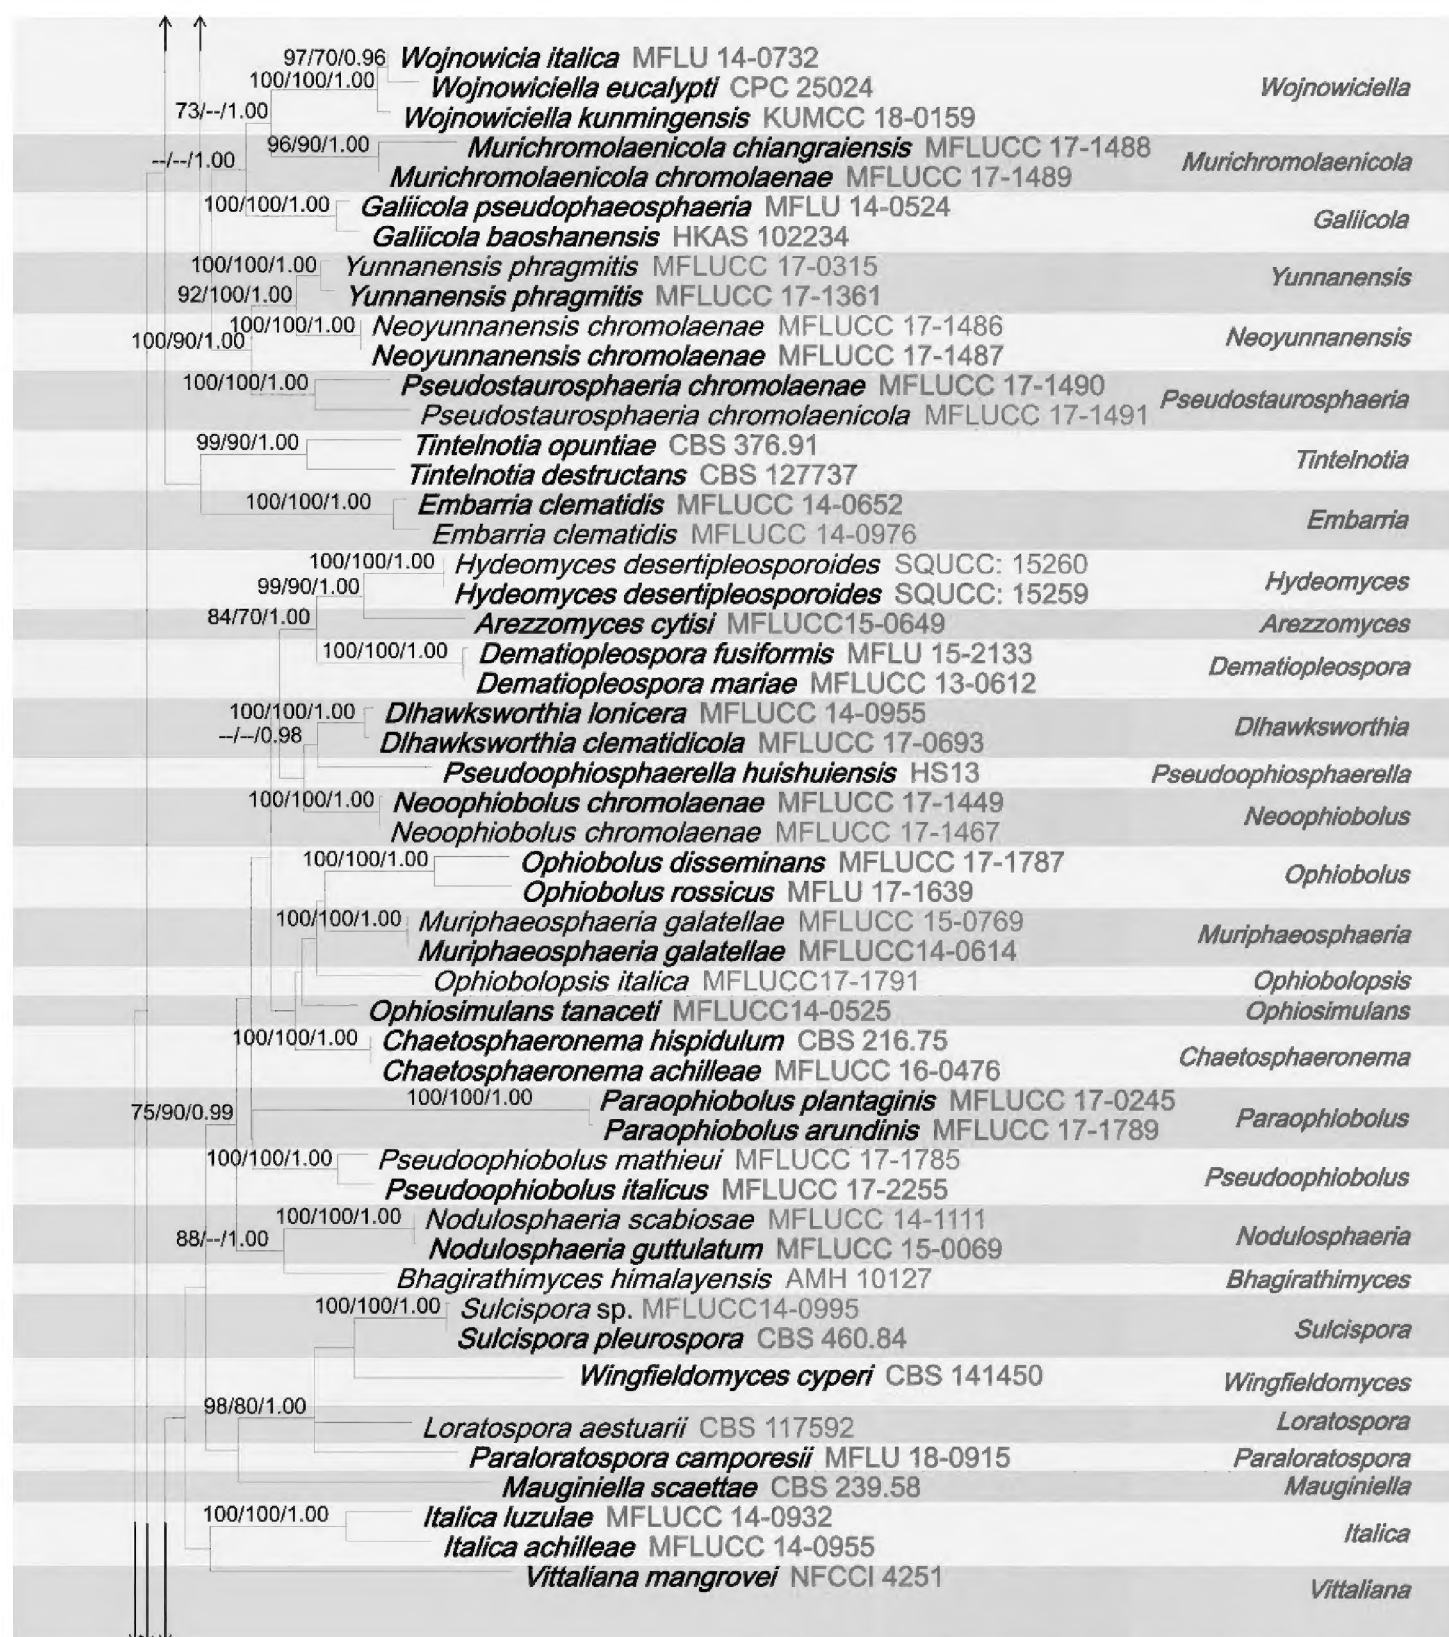 97/70/0.96 Wojnowicia italica MFLU 14-0732
100/100/1.00 Wojnowiciella eucalypti CPC 25024 Wojnowiciella
73/--/1.00 Wojnowiciella kunmingensis KUMCC 18-0159
96/90/1.00 Murichromolaenicola chiangraiensis MFLUCC 17-1488
--/--/1.00 Murichromolaenicola
Murichromolaenicola chromolaenae MFLUCC 17-1489
100/100/1.00 Galiicola pseudophaeosphaeria MFLU 14-0524
Galiicola
Galiicola baoshanensis HKAS 102234
100/100/1.00 Yunnanensis phragmitis MFLUCC 17-0315
Yunnanensis
92/100/1.00 Yunnanensis phragmitis MFLUCC 17-1361
100/100/1.00 Neoyunnanensis chromolaenae MFLUCC 17-1486
100/90/1.00 Neoyunnanensis
Neoyunnanensis chromolaenae MFLUCC 17-1487
100/100/1.00 Pseudostaurosphaeria chromolaenae MFLUCC 17-1490
Pseudostaurosphaeria
Pseudostaurosphaeria chromolaenicola MFLUCC 17-1491
99/90/1.00 Tintelnotia opuntiae CBS 376.91
Tintelnotia
Tintelnotia destructans CBS 127737
100/100/1.00 Embarria clematidis MFLUCC 14-0652
Embarria
Embarria clematidis MFLUCC 14-0976
100/100/1.00 Hydeomyces desertipleosporoides SQUCC: 15260
99/90/1.00 Hydeomyces
Hydeomyces desertipleosporoides SQUCC: 15259
84/70/1.00 Arezzomyces cytisi MFLUCC15-0649 Arezzomyces
100/100/1.00 Dematiopleospora fusiformis MFLU 15-2133
Dematiopleospora
Dematiopleospora mariae MFLUCC 13-0612
100/100/1.00 Dlhawksworthia lonicera MFLUCC 14-0955
--/--/0.98 Dlhawksworthia
Dlhawksworthia clematidicola MFLUCC 17-0693
Pseudoophiosphaerella huishuiensis HS13 Pseudoophiosphaerella
100/100/1.00 Neoophiobolus chromolaenae MFLUCC 17-1449
Neoophiobolus
Neoophiobolus chromolaenae MFLUCC 17-1467
100/100/1.00 Ophiobolus disseminans MFLUCC 17-1787
Ophiobolus
Ophiobolus rossicus MFLU 17-1639
100/100/1.00 Muriphaeosphaeria galatellae MFLUCC 15-0769
Muriphaeosphaeria
Muriphaeosphaeria galatellae MFLUCC14-0614
Ophiobolopsis italica MFLUCC17-1791 Ophiobolopsis
Ophiosimulans tanaceti MFLUCC14-0525 Ophiosimulans
100/100/1.00 Chaetosphaeronema hispidulum CBS 216.75
Chaetosphaeronema
Chaetosphaeronema achilleae MFLUCC 16-0476
100/100/1.00 Paraophiobolus plantaginis MFLUCC 17-0245
75/90/0.99 Paraophiobolus
Paraophiobolus arundinis MFLUCC 17-1789
100/100/1.00 Pseudoophiobolus mathieui MFLUCC 17-1785
Pseudoophiobolus
Pseudoophiobolus italicus MFLUCC 17-2255
100/100/1.00 Nodulosphaeria scabiosae MFLUCC 14-1111
88/--/1.00 Nodulosphaeria
Nodulosphaeria guttulatum MFLUCC 15-0069
Bhagirathimyces himalayensis AMH 10127 Bhagirathimyces
100/100/1.00 Sulcispora sp. MFLUCC14-0995
Sulcispora
Sulcispora pleurospora CBS 460.84
Wingfieldomyces cyperi CBS 141450 Wingfieldomyces
98/80/1.00
Loratospora aestuarii CBS 117592 Loratospora
Paraloratospora camporesii MFLU 18-0915 Paraloratospora
Mauginiella scaettae CBS 239.58 Mauginiella
100/100/1.00 Italica luzulae MFLUCC 14-0932
Italica
Italica achilleae MFLUCC 14-0955
Vittaliana mangrovei NFCCI 4251 Vittaliana